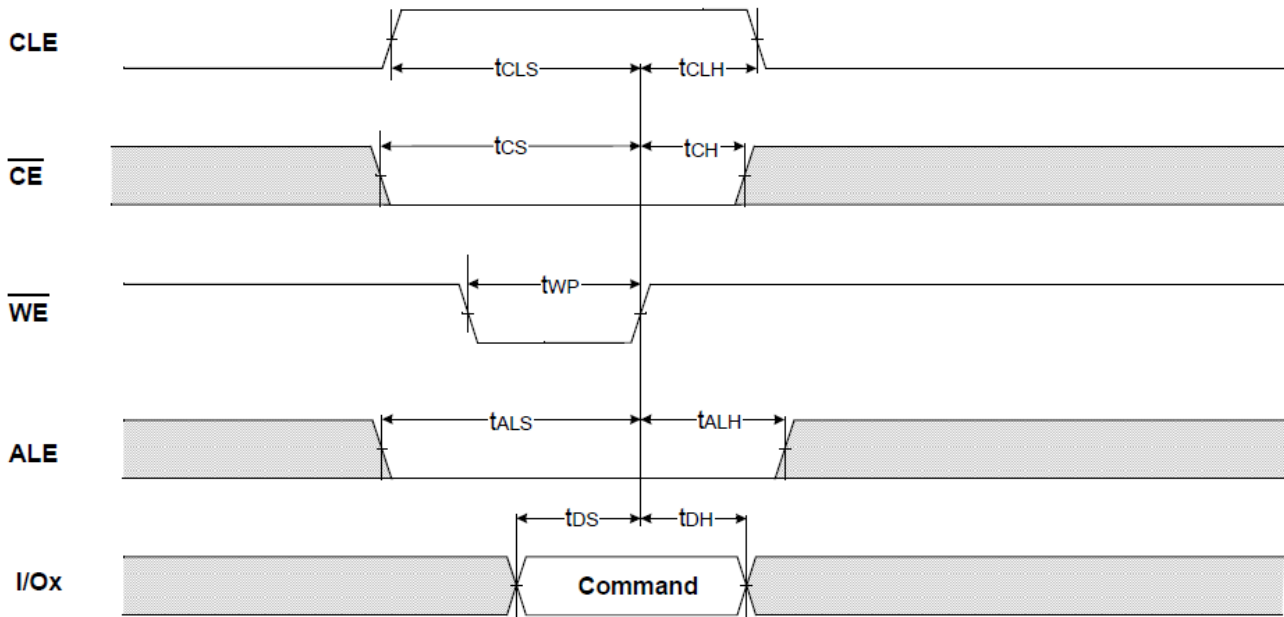 CLE
tCLS
tCLH
CE
tCS
tCH
WE
tWP
ALE
tALS
tALH
tDS
tDH
I/Ox
Command